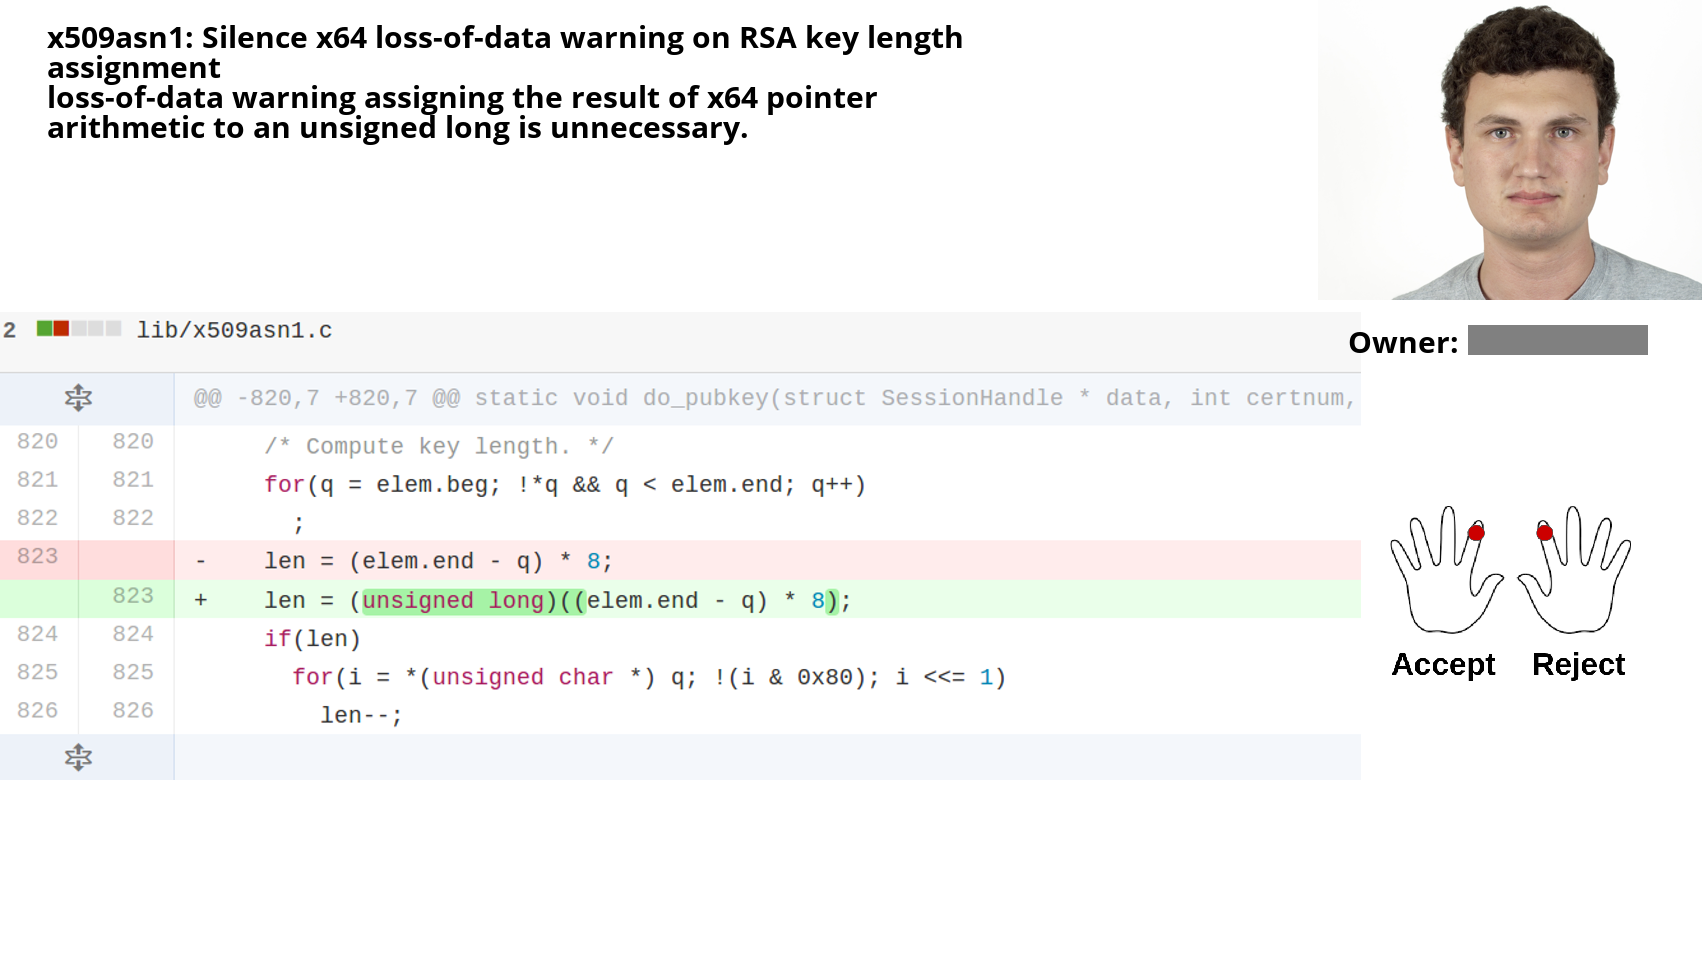 x509asn1: Silence x64 loss-of-data warning on RSA key length
assignment
loss-of-data warning assigning the result of x64 pointer
arithmetic to an unsigned long is unnecessary.
2 lib/x509asn1.c
Owner:
@@ -820,7 +820,7 @@ static void do_pubkey(struct SessionHandle * data, int certnum,
820 820 /* Compute key length. */
821 821 for(q = elem.beg; !*q && q < elem.end; q++)
822 822 ;
823 - len = (elem.end - q) * 8;
823 + len = (unsigned long)((elem.end - q) * 8);
824 824 if(len)
825 825 for(i = *(unsigned char *) q; !(i & 0x80); i <<= 1)
826 826 len--;
Accept Reject